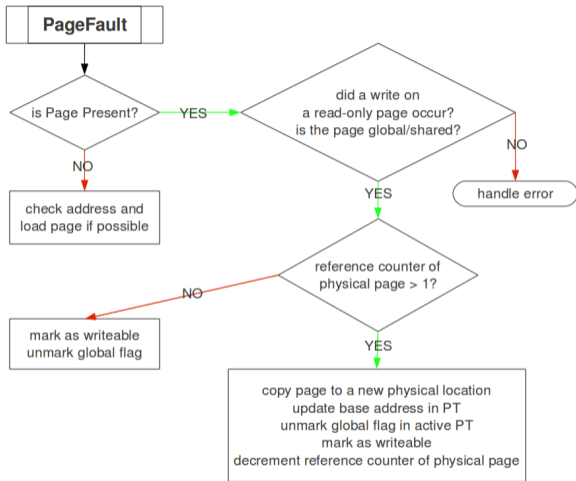 PageFault
is Page Present?
YES
did a write on
a read-only page occur?
is the page global/shared?
NO
NO
check address and
load page if possible
YES
handle error
reference counter of
physical page > 1?
NO
mark as writeable
unmark global flag
YES
copy page to a new physical location
update base address in PT
unmark global flag in active PT
mark as writeable
decrement reference counter of physical page